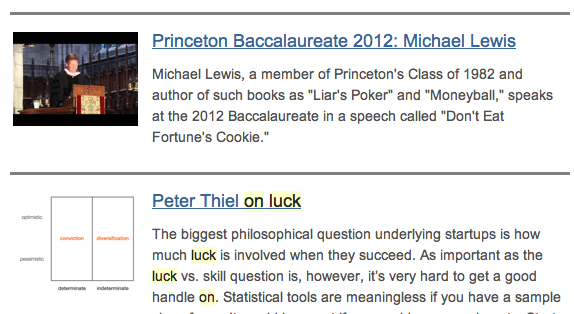 Princeton Baccalaureate 2012: Michael Lewis
Michael Lewis, a member of Princeton's Class of 1982 and
author of such books as "Liar's Poker" and "Moneyball," speaks
at the 2012 Baccalaureate in a speech called "Don't Eat
Fortune's Cookie."
Peter Thiel on luck
optimistic
conviction diversification
pessimistic
determinate indeterminate
The biggest philosophical question underlying startups is how
much luck is involved when they succeed. As important as the
luck vs. skill question is, however, it's very hard to get a good
handle on. Statistical tools are meaningless if you have a sample